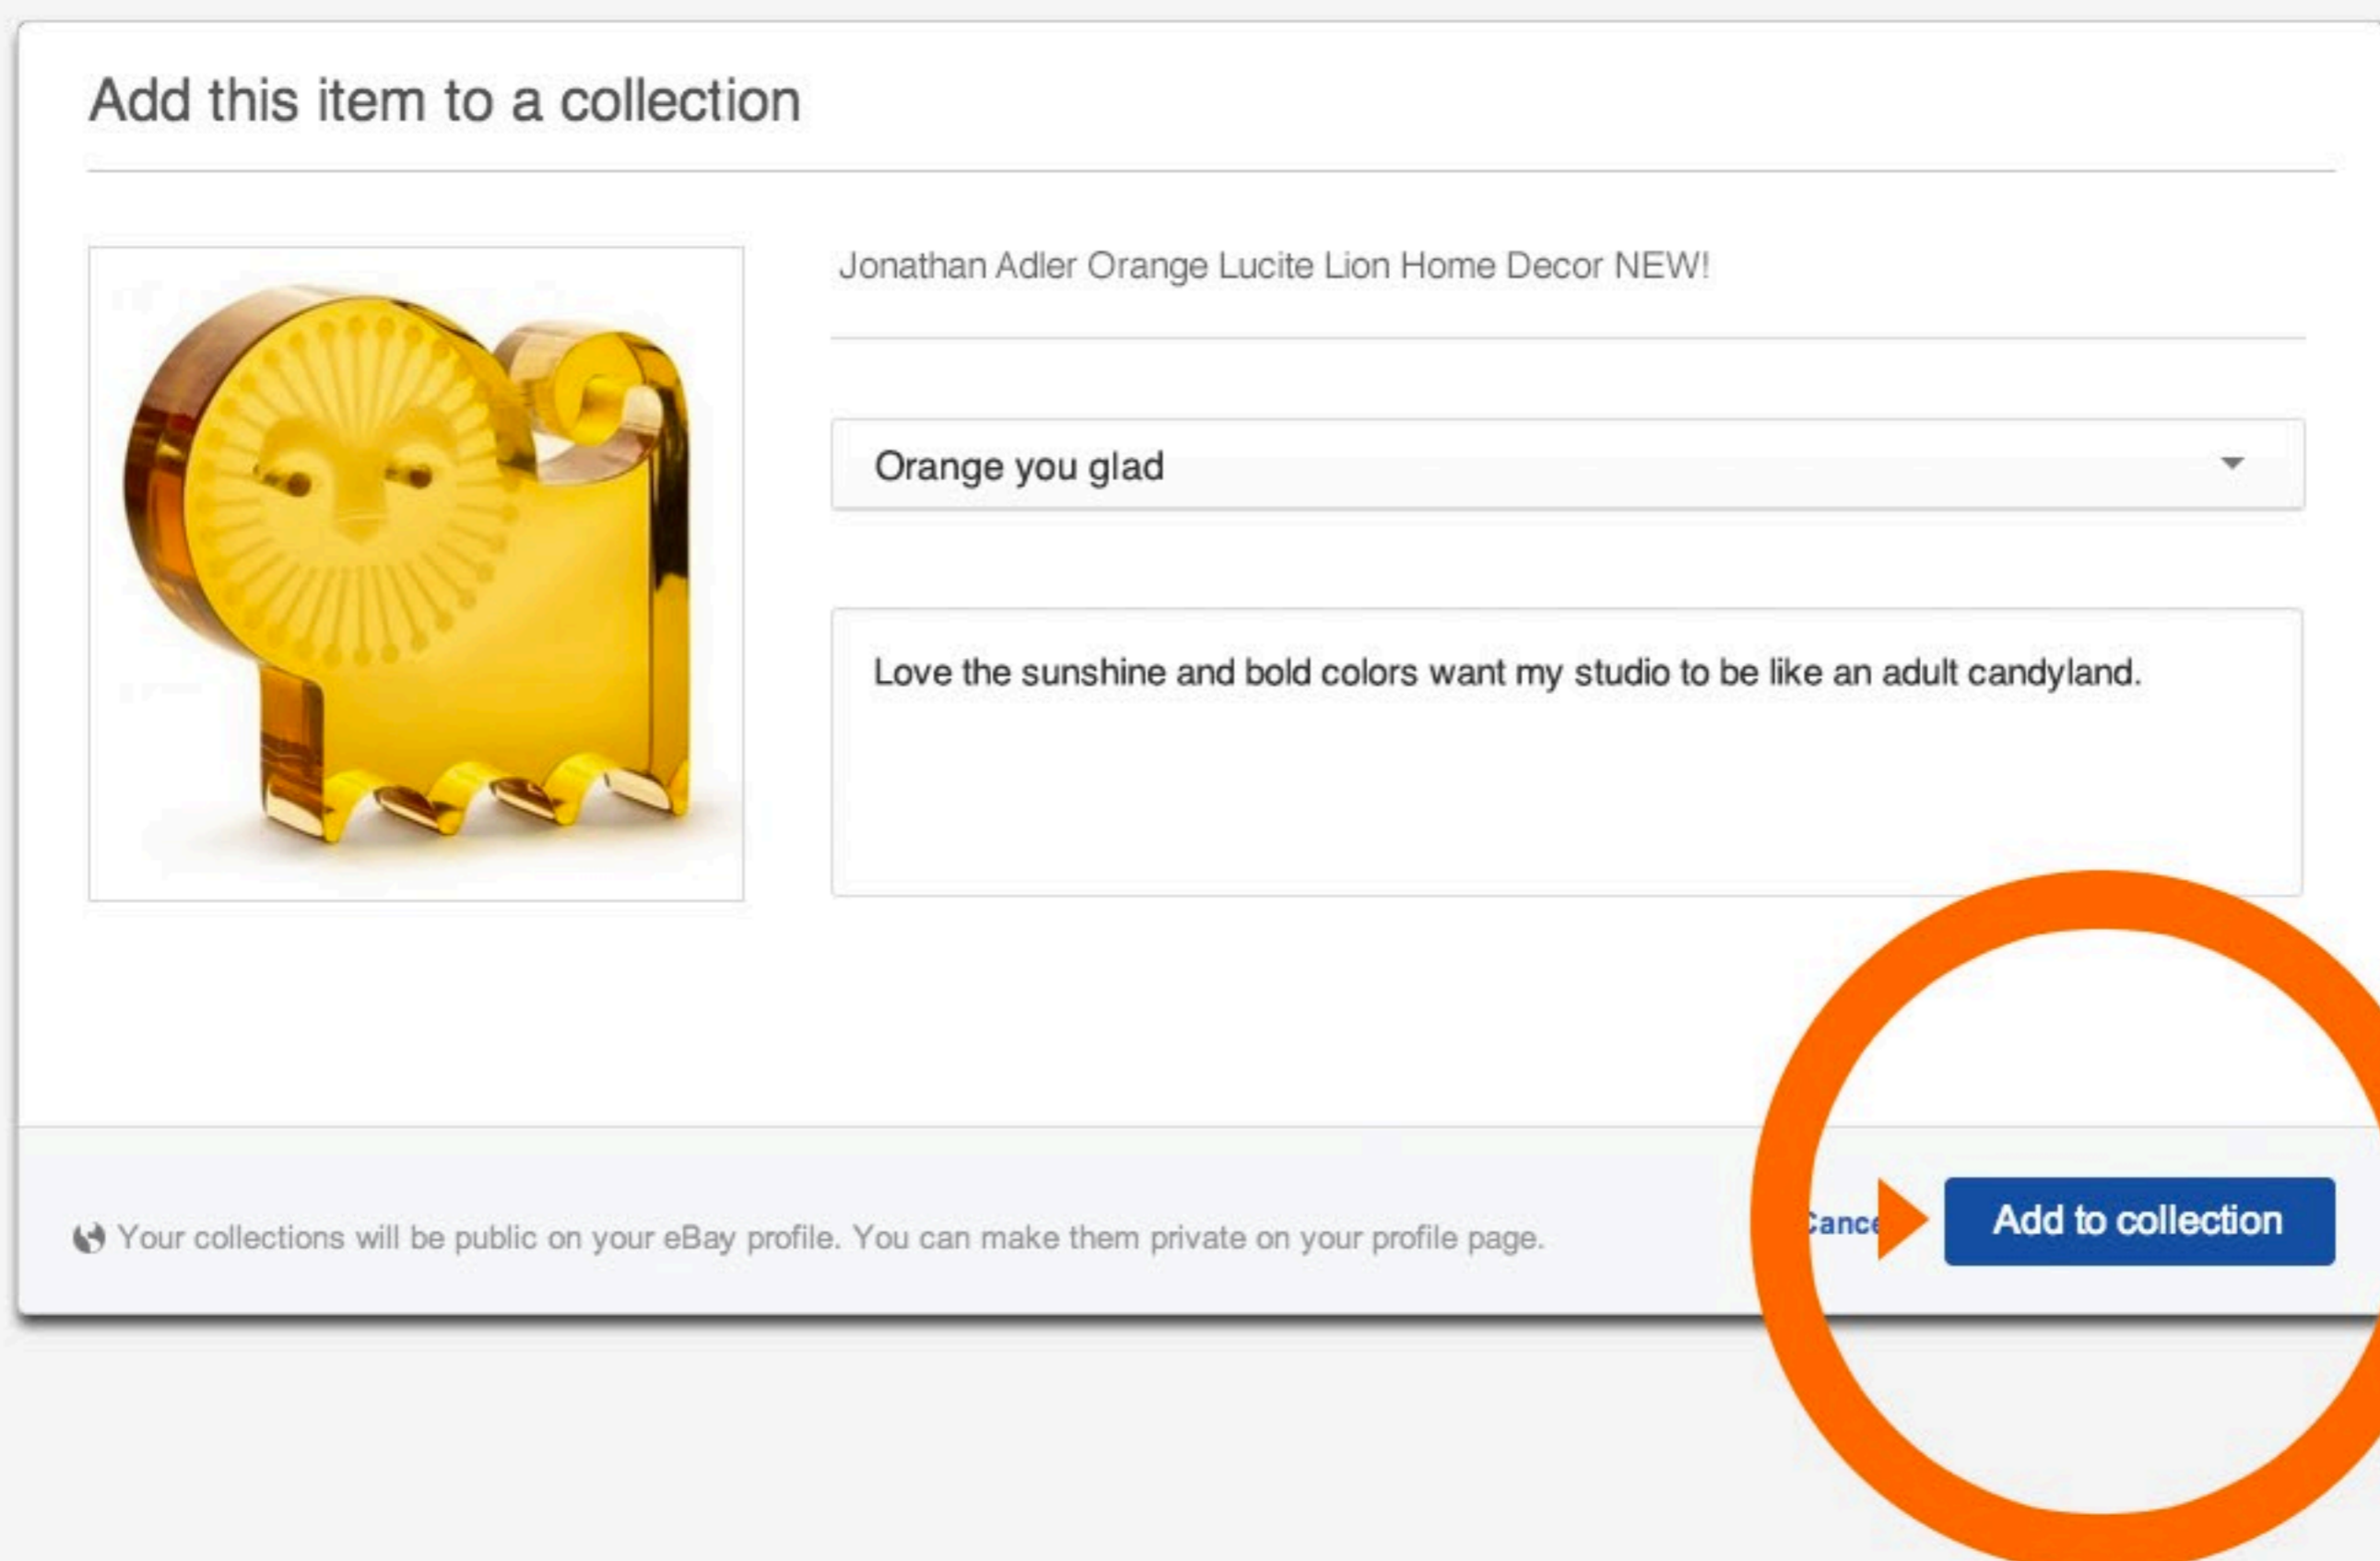 Add this item to a collection
Jonathan Adler Orange Lucite Lion Home Decor NEW!
Orange you glad
Love the sunshine and bold colors want my studio to be like an adult candyland.
Your collections will be public on your eBay profile. You can make them private on your profile page.
Add to collection